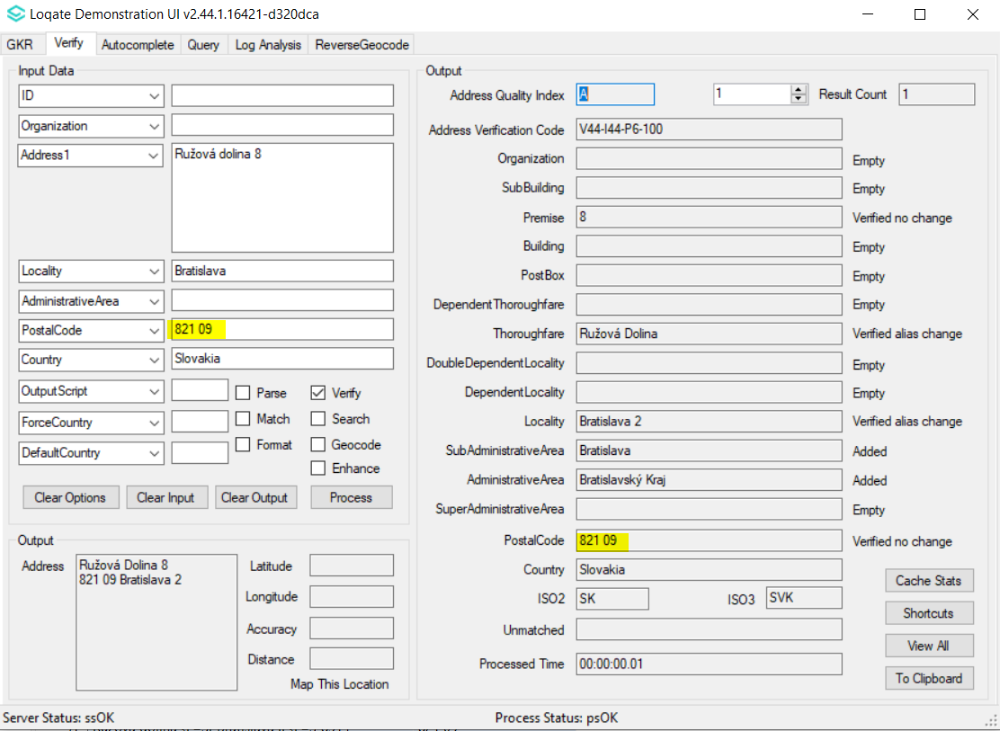 Loqate Demonstration UI v2.44.1.16421-d320dca
GKR Verify Autocomplete Query Log Analysis ReverseGeocode
Input Data
ID
Organization
Address1 Ružová dolina 8
Locality Bratislava
AdministrativeArea
PostalCode 821 09
Country Slovakia
OutputScript Parse Verify
ForceCountry Match Search
DefaultCountry Format Geocode
Enhance
Clear Options Clear Input Clear Output Process
Output
Address Ružová Dolina 8
821 09 Bratislava 2
Latitude
Longitude
Accuracy
Distance
Map This Location
Output
Address Quality Index A 1 Result Count 1
Address Verification Code V44-I44-P6-100
Organization Empty
SubBuilding Empty
Premise 8 Verified no change
Building Empty
PostBox Empty
DependentThoroughfare Empty
Thoroughfare Ružová Dolina Verified alias change
DoubleDependentLocality Empty
DependentLocality Empty
Locality Bratislava 2 Verified alias change
SubAdministrativeArea Bratislava Added
AdministrativeArea Bratislavský Kraj Added
SuperAdministrativeArea Empty
PostalCode 821 09 Verified no change
Country Slovakia
ISO2 SK ISO3 SVK
Unmatched
Processed Time 00:00:00.01
Cache Stats
Shortcuts
View All
To Clipboard
Server Status: ssOK Process Status: psOK